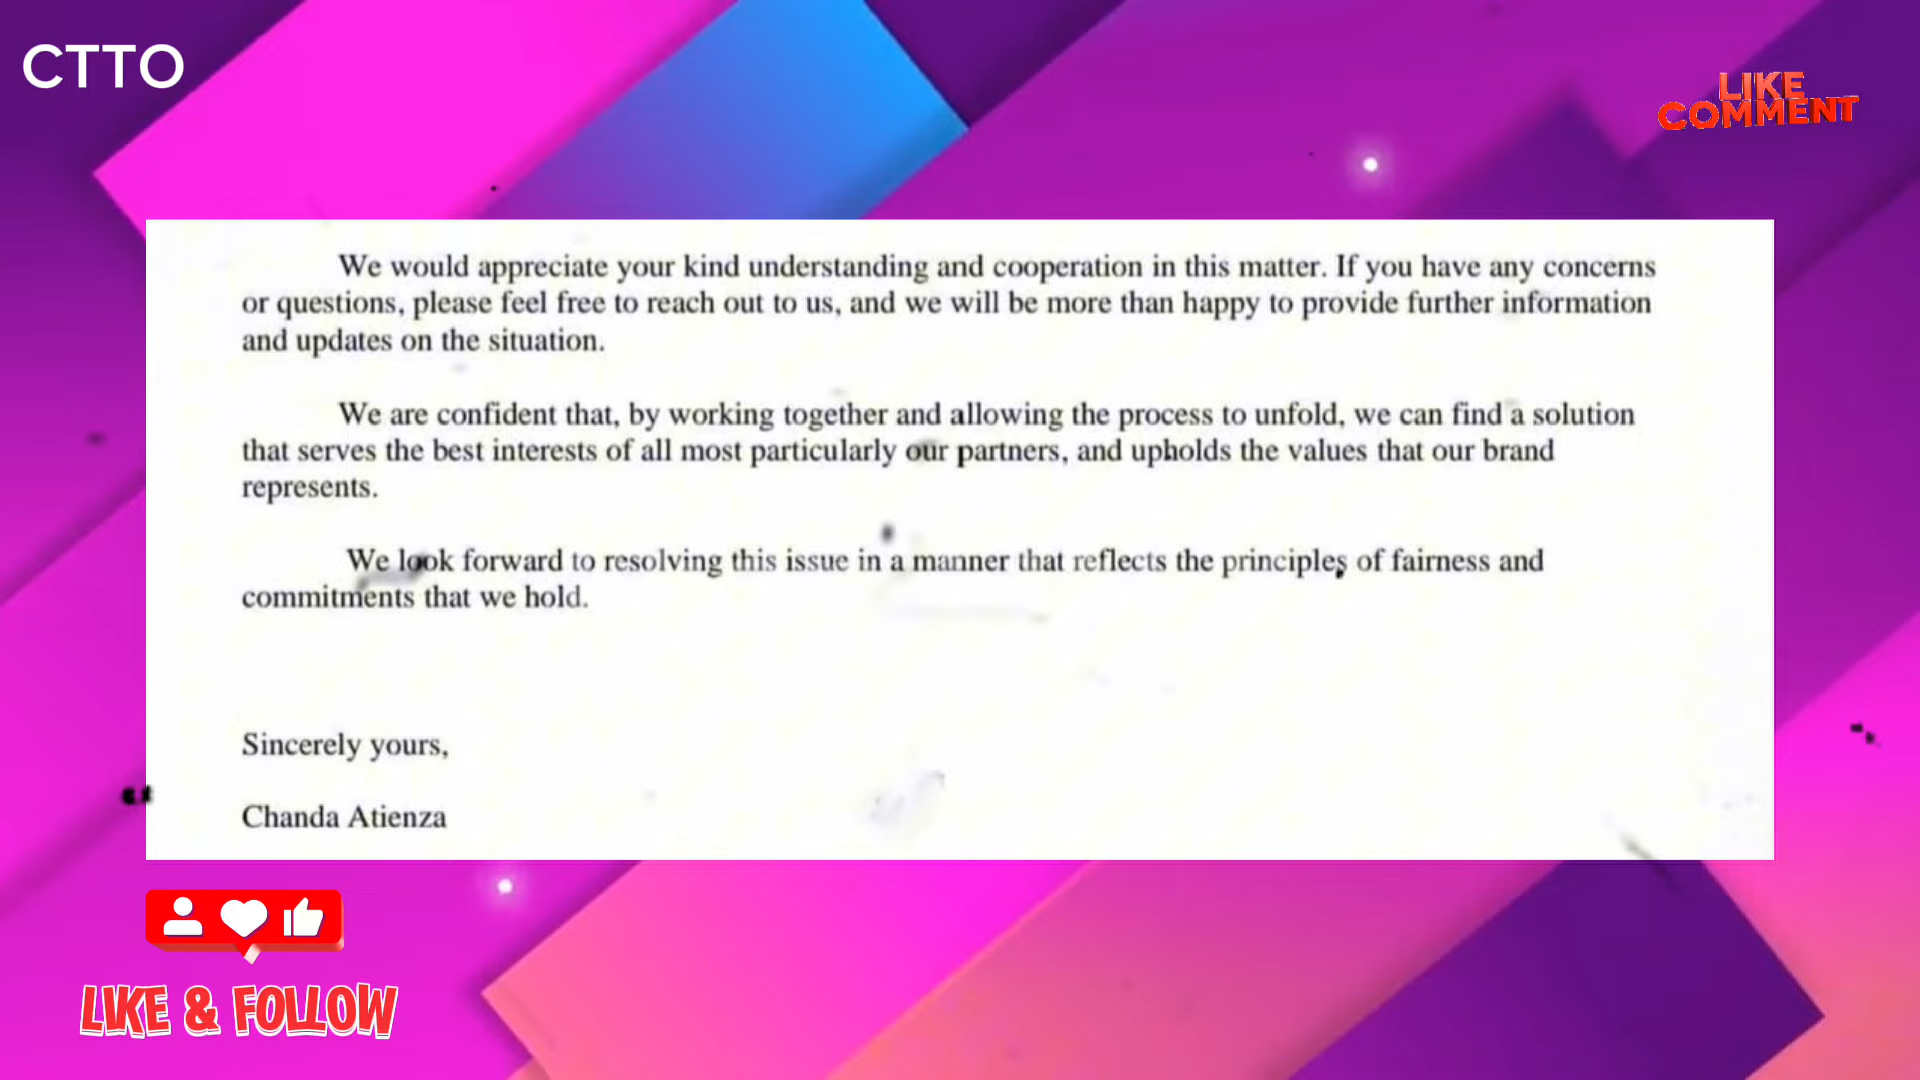 CTTO
LIKE
COMMENT
We would appreciate your kind understanding and cooperation in this matter. If you have any concerns
or questions, please feel free to reach out to us, and we will be more than happy to provide further information
and updates on the situation.
We are confident that, by working together and allowing the process to unfold, we can find a solution
that serves the best interests of all most particularly our partners, and upholds the values that our brand
represents.
We look forward to resolving this issue in a manner that reflects the principles of fairness and
commitments that we hold.
Sincerely yours,
Chanda Atienza
LIKE & FOLLOW